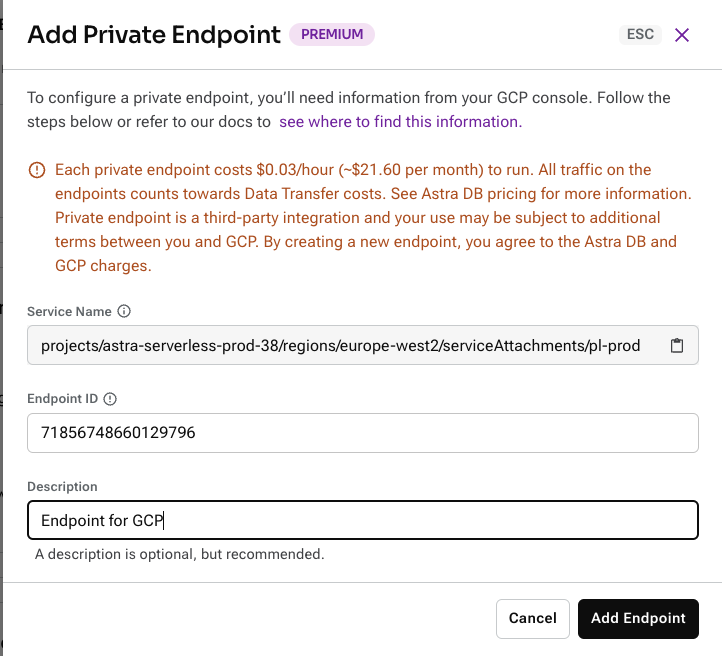 Add Private Endpoint PREMIUM ESC
To configure a private endpoint, you'll need information from your GCP console. Follow the
steps below or refer to our docs to see where to find this information.
Each private endpoint costs $0.03/hour (~$21.60 per month) to run. All traffic on the
endpoints counts towards Data Transfer costs. See Astra DB pricing for more information.
Private endpoint is a third-party integration and your use may be subject to additional
terms between you and GCP. By creating a new endpoint, you agree to the Astra DB and
GCP charges.
Service Name
projects/astra-serverless-prod-38/regions/europe-west2/serviceAttachments/pl-prod
Endpoint ID
71856748660129796
Description
Endpoint for GCP
A description is optional, but recommended.
Cancel Add Endpoint